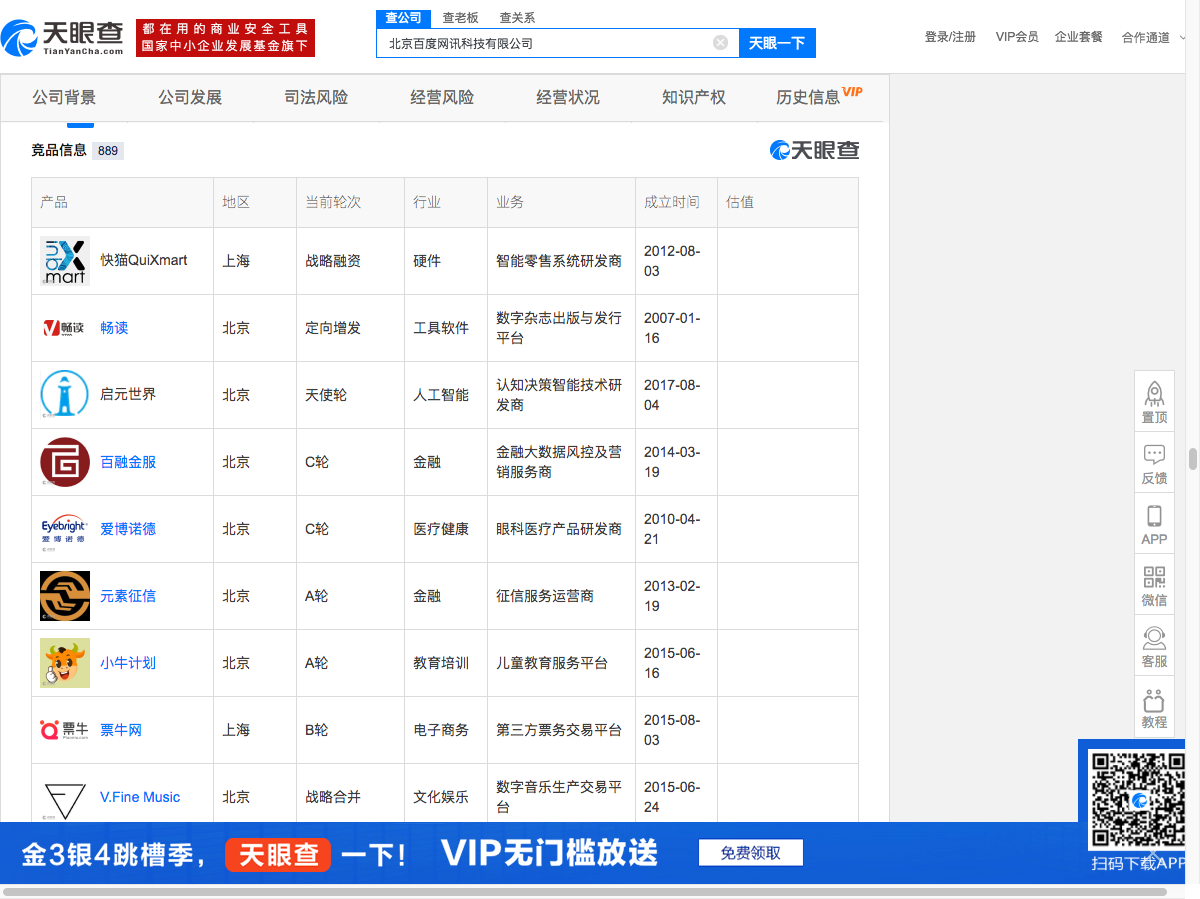 天眼查
TianYanCha.com
都在用的商业安全工具
国家中小企业发展基金旗下
查公司 查老板 查关系
北京百度网讯科技有限公司
天眼一下
登录/注册 VIP会员 企业套餐 合作通道
公司背景 公司发展 司法风险 经营风险 经营状况 知识产权 历史信息 VIP
竞品信息 889
天眼查
产品 地区 当前轮次 行业 业务 成立时间 估值
快猫QuiXmart 上海 战略融资 硬件 智能零售系统研发商 2012-08-
03
畅读
畅读 北京 定向增发 工具软件 数字杂志出版与发行
平台
2007-01-
16
启元世界 北京 天使轮 人工智能 认知决策智能技术研
发商
2017-08-
04
百融金服 北京 C轮 金融 金融大数据风控及营
销服务商
2014-03-
19
Eyebright
爱博诺德
爱博诺德 北京 C轮 医疗健康 眼科医疗产品研发商 2010-04-
21
元素征信 北京 A轮 金融 征信服务运营商 2013-02-
19
小牛计划 北京 A轮 教育培训 儿童教育服务平台 2015-06-
16
票牛
票牛网 上海 B轮 电子商务 第三方票务交易平台 2015-08-
03
V.Fine Music 北京 战略合并 文化娱乐 数字音乐生产交易平
台
2015-06-
24
置顶
反馈
APP
微信
客服
教程
金3银4跳槽季， 天眼查 一下！ VIP无门槛放送 免费领取
扫码下载APP